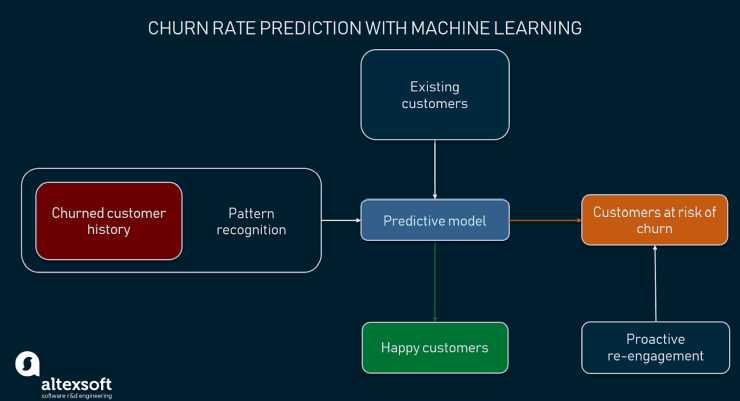 CHURN RATE PREDICTION WITH MACHINE LEARNING
Existing
customers
Churned customer
history
Pattern
recognition
Predictive model
Customers at risk of
churn
Happy customers
Proactive
re-engagement
altexsoft
software r&d engineering